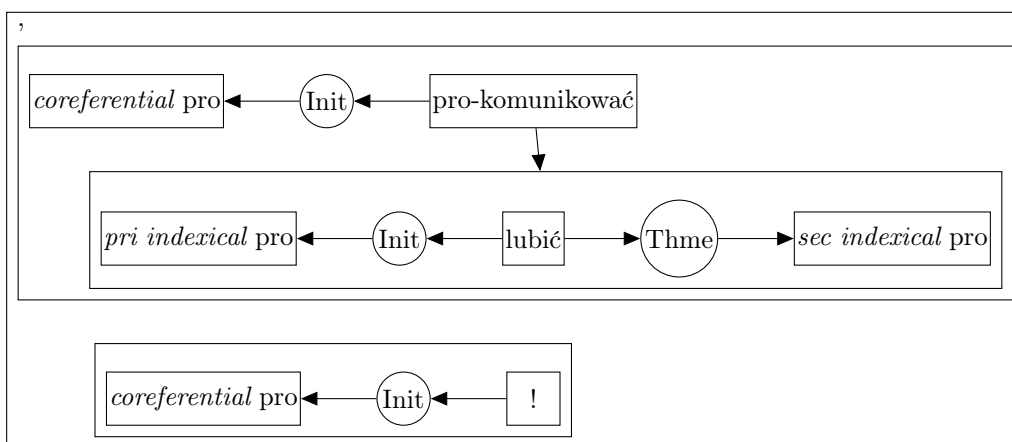 ,
coreferential pro Init pro-komunikować
pri indexical pro Init lubić Thme sec indexical pro
coreferential pro Init !